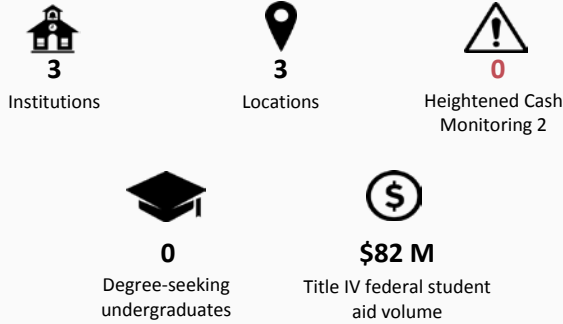 3
Institutions
3
Locations
0
Heightened Cash
Monitoring 2
0
Degree-seeking
undergraduates
$
$82 M
Title IV federal student
aid volume